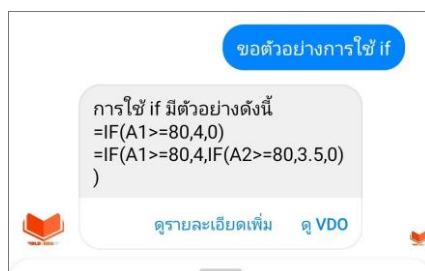 ขอตัวอย่างการใช้ if
การใช้ if มีตัวอย่างดังนี้
=IF(A1>=80,4,0)
=IF(A1>=80,4,IF(A2>=80,3.5,0)
)
ดูรายละเอียดเพิ่ม ดู VDO